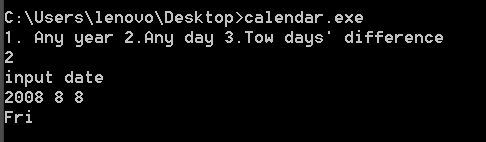 C:\Users\lenovo\Desktop>calendar.exe
1. Any year 2.Any day 3.Tow days' difference
2
input date
2008 8 8
Fri